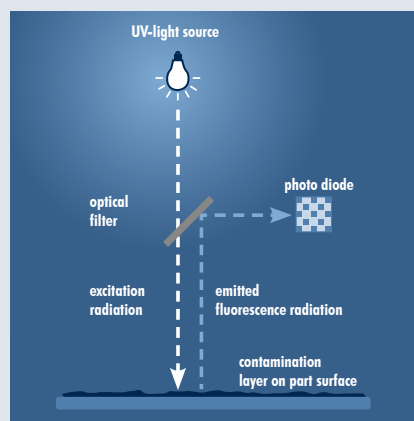 UV-light source
optical
filter
photo diode
excitation
radiation
emitted
fluorescence radiation
contamination
layer on part surface